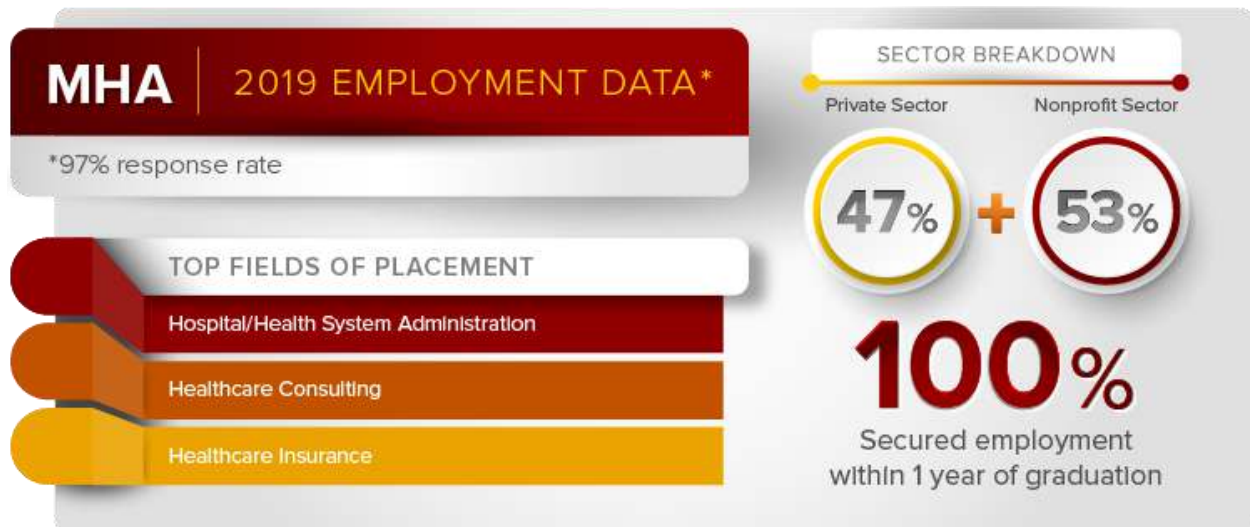 MHA 2019 EMPLOYMENT DATA*
*97% response rate
TOP FIELDS OF PLACEMENT
Hospital/Health System Administration
Healthcare Consulting
Healthcare Insurance
SECTOR BREAKDOWN
Private Sector Nonprofit Sector
47% + 53%
100%
Secured employment
within 1 year of graduation